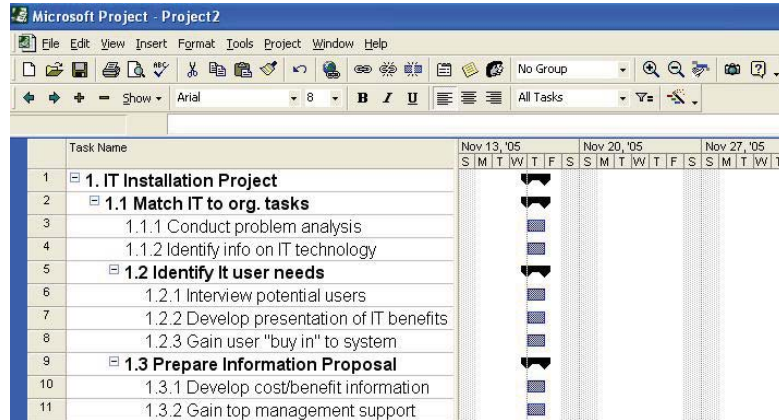 Microsoft Project - Project2
File Edit View Insert Format Tools Project Window Help
No Group
Show Arial 8 B I U All Tasks
Task Name Nov 13, '05 Nov 20, '05 Nov 27, '05
S M T W T F S S M T W T F S S M T W T
1 1. IT Installation Project
2 1.1 Match IT to org. tasks
3 1.1.1 Conduct problem analysis
4 1.1.2 Identify info on IT technology
5 1.2 Identify It user needs
6 1.2.1 Interview potential users
7 1.2.2 Develop presentation of IT benefits
8 1.2.3 Gain user "buy in" to system
9 1.3 Prepare Information Proposal
10 1.3.1 Develop cost/benefit information
11 1.3.2 Gain top management support